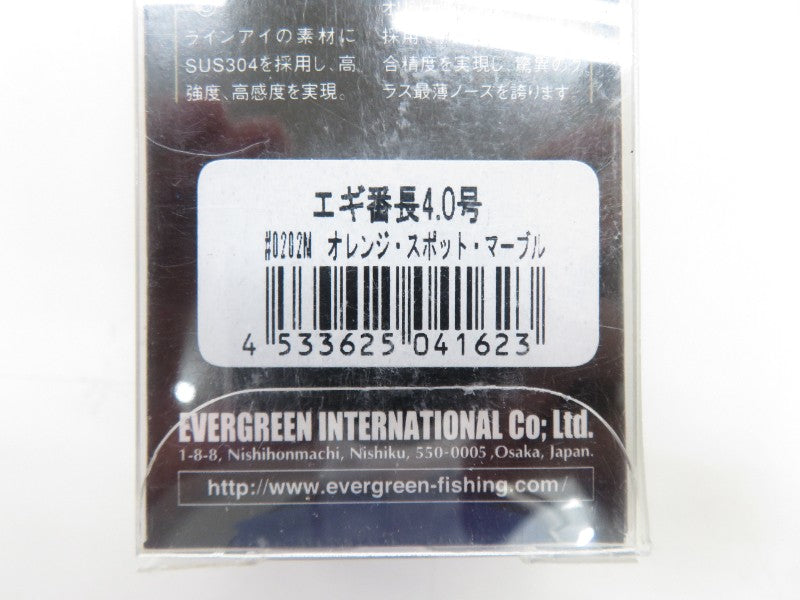 ラインアイの素材に
SUS304を採用し、高
強度、高感度を実現。
採用
合精度を実現し、驚異の
ラス最薄ノーズを誇ります
エギ番長4.0号
#0202M オレンジ・スポット・マーブル
4 533625 041623
EVERGREEN INTERNATIONAL Co; Ltd.
1-8-8, Nishihonmachi, Nishiku, 550-0005 ,Osaka, Japan.
http://www.evergreen-fishing.com/